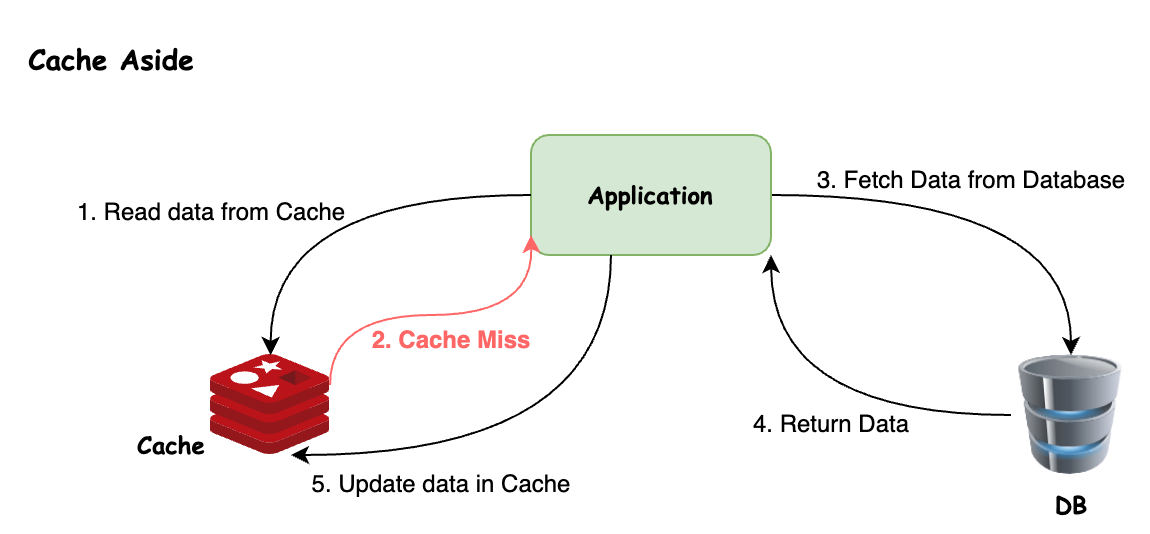 Cache Aside
Application
3. Fetch Data from Database
1. Read data from Cache
2. Cache Miss
4. Return Data
Cache
5. Update data in Cache
DB